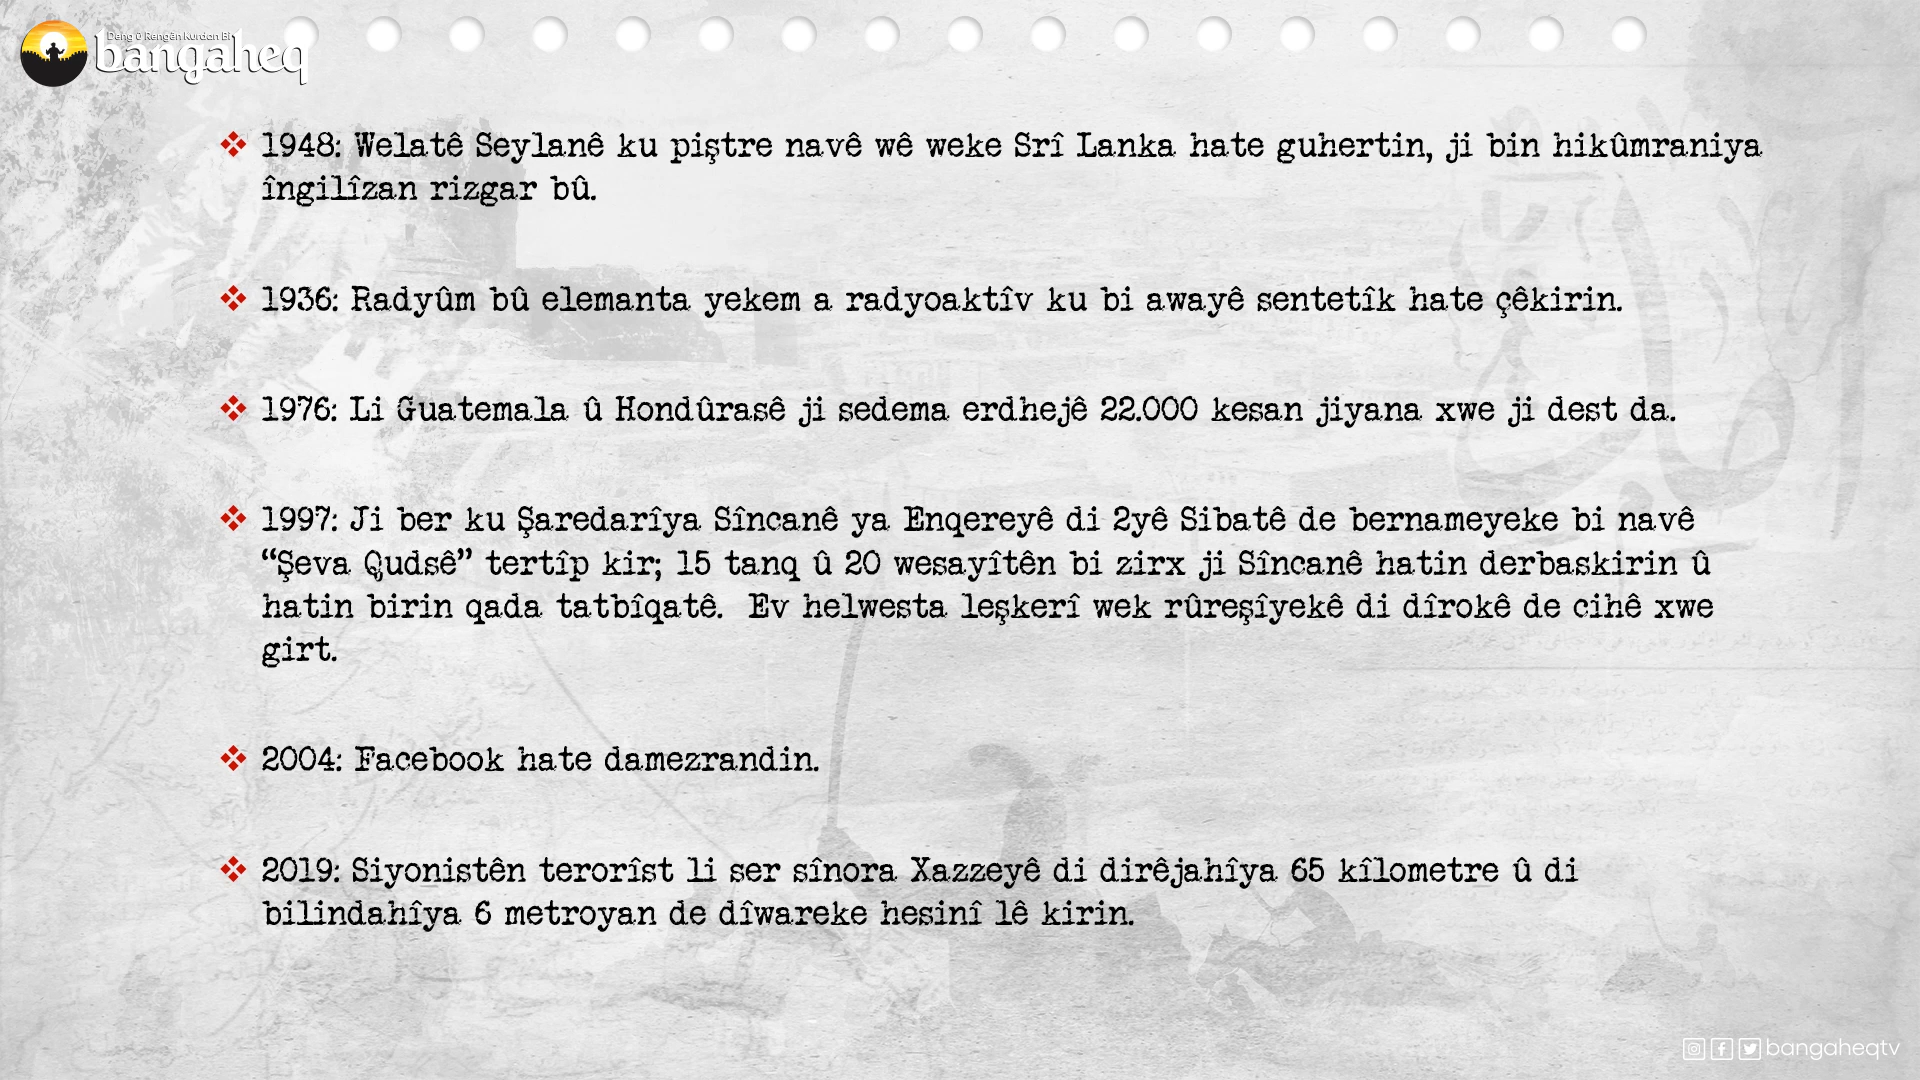 Deng û Rengên Kurdan Bi
bangaheq
1948: Welatê Seylanê ku piştre navê wê weke Srî Lanka hate guhertin, ji bin hikûmraniya
îngilîzan rizgar bû.
1936: Radyûm bû elemanta yekem a radyoaktîv ku bi awayê sentetîk hate çêkirin.
1976: Li Guatemala û Hondûrasê ji sedema erdhejê 22.000 kesan jiyana xwe ji dest da.
1997: Ji ber ku Şaredarîya Sîncanê ya Enqereyê di 2yê Sibatê de bernameyeke bi navê
“Şeva Qudsê” tertîp kir; 15 tanq û 20 wesayîtên bi zirx ji Sîncanê hatin derbaskirin û
hatin birin qada tatbîqatê. Ev helwesta leşkerî wek rûreşîyekê di dîrokê de cihê xwe
girt.
2004: Facebook hate damezrandin.
2019: Siyonistên terorîst li ser sînora Xazzeyê di dirêjahîya 65 kîlometre û di
bilindahîya 6 metroyan de dîwareke hesinî lê kirin.
bangaheqtv